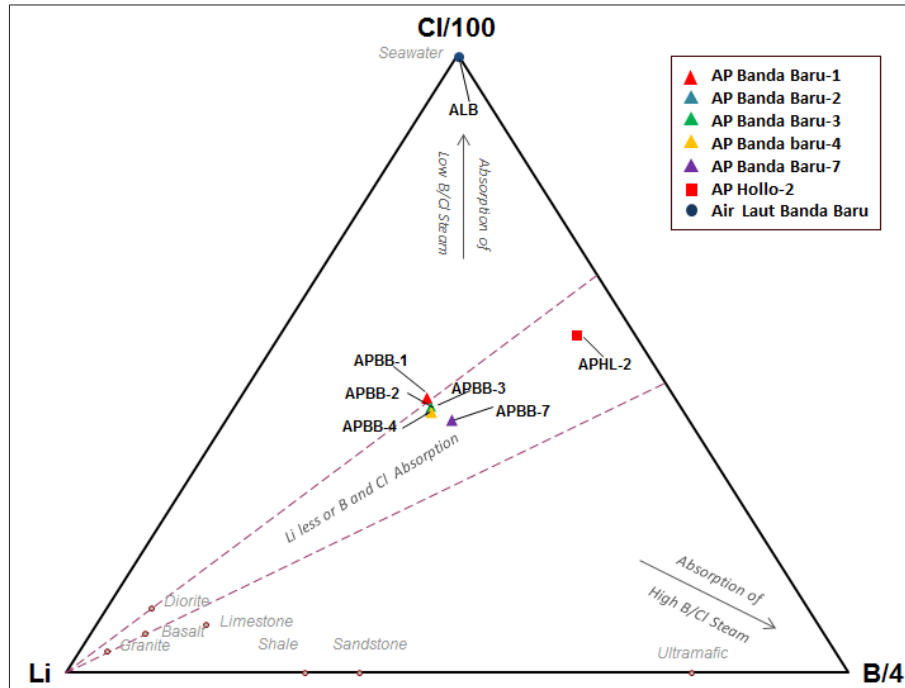 Cl/100
Seawater
ALB
Absorption of
Low B/Cl Steam
AP Banda Baru-1
AP Banda Baru-2
AP Banda Baru-3
AP Banda baru-4
AP Banda Baru-7
AP Hollo-2
Air Laut Banda Baru
APBB-1
APBB-2
APBB-3
APBB-4
APBB-7
APHL-2
Li less or B and Cl Absorption
Absorption of
High B/Cl Steam
Diorite
Limestone
Basalt
Granite
Shale
Sandstone
Ultramafic
Li
B/4